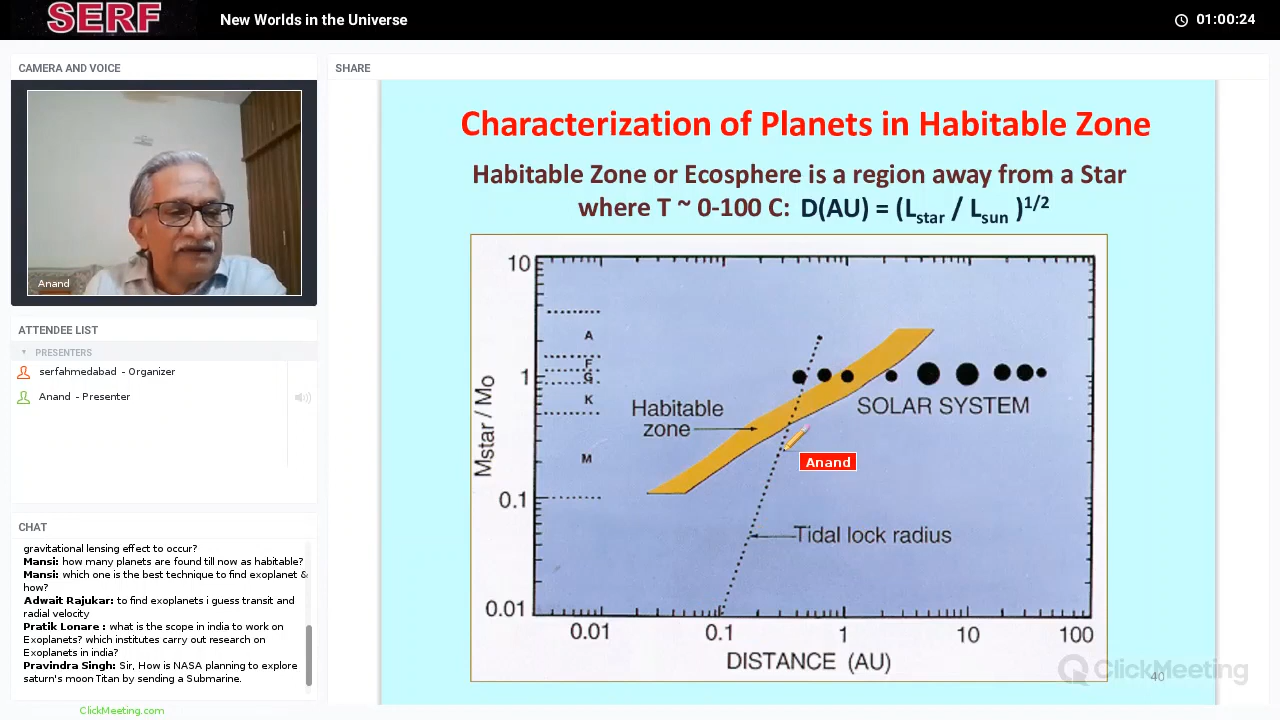 SERF
New Worlds in the Universe
01:00:24
CAMERA AND VOICE
Anand
ATTENDEE LIST
PRESENTERS
serfahmedabad - Organizer
Anand - Presenter
CHAT
gravitational lensing effect to occur?
Mansi: how many planets are found till now as habitable?
Mansi: which one is the best technique to find exoplanet &
how?
Adwait Rajukar: to find exoplanets i guess transit and
radial velocity
Pratik Lonare : what is the scope in india to work on
Exoplanets? which institutes carry out research on
Exoplanets in india?
Pravindra Singh: Sir, How is NASA planning to explore
saturn's moon Titan by sending a Submarine.
ClickMeeting.com
SHARE
Characterization of Planets in Habitable Zone
Habitable Zone or Ecosphere is a region away from a Star
where T ~ 0-100 C: D(AU) = (Lstar / Lsun )1/2
10
A
F
G
1
K
Habitable
zone
SOLAR SYSTEM
M
Anand
Mstar / Mo
0.1
Tidal lock radius
0.01
0.01 0.1 1 10 100
DISTANCE (AU)
ClickMeeting
40